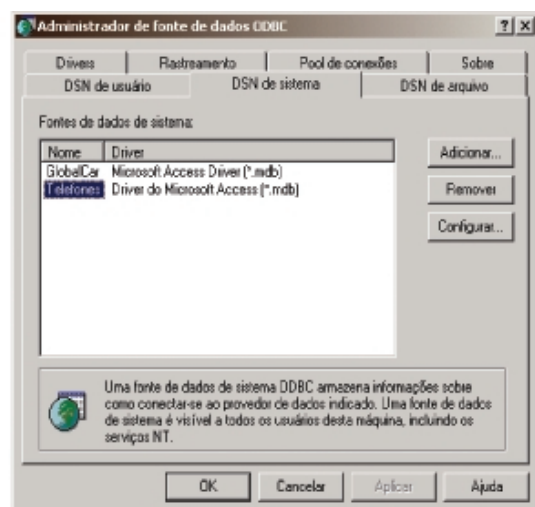 Administrador de fonte de dados ODBC
Drivers Rastreamento Pool de conexões Sobre
DSN de usuário DSN de sistema DSN de arquivo
Fontes de dados de sistema:
Nome Driver
GlobalCar Microsoft Access Driver (*.mdb)
Telefones Driver do Microsoft Access (*.mdb)
Adicionar...
Remover
Configurar...
Uma fonte de dados de sistema ODBC armazena informações sobre
como conectar-se ao provedor de dados indicado. Uma fonte de dados
de sistema é visível a todos os usuários desta máquina, incluindo os
serviços NT.
OK Cancelar Aplicar Ajuda